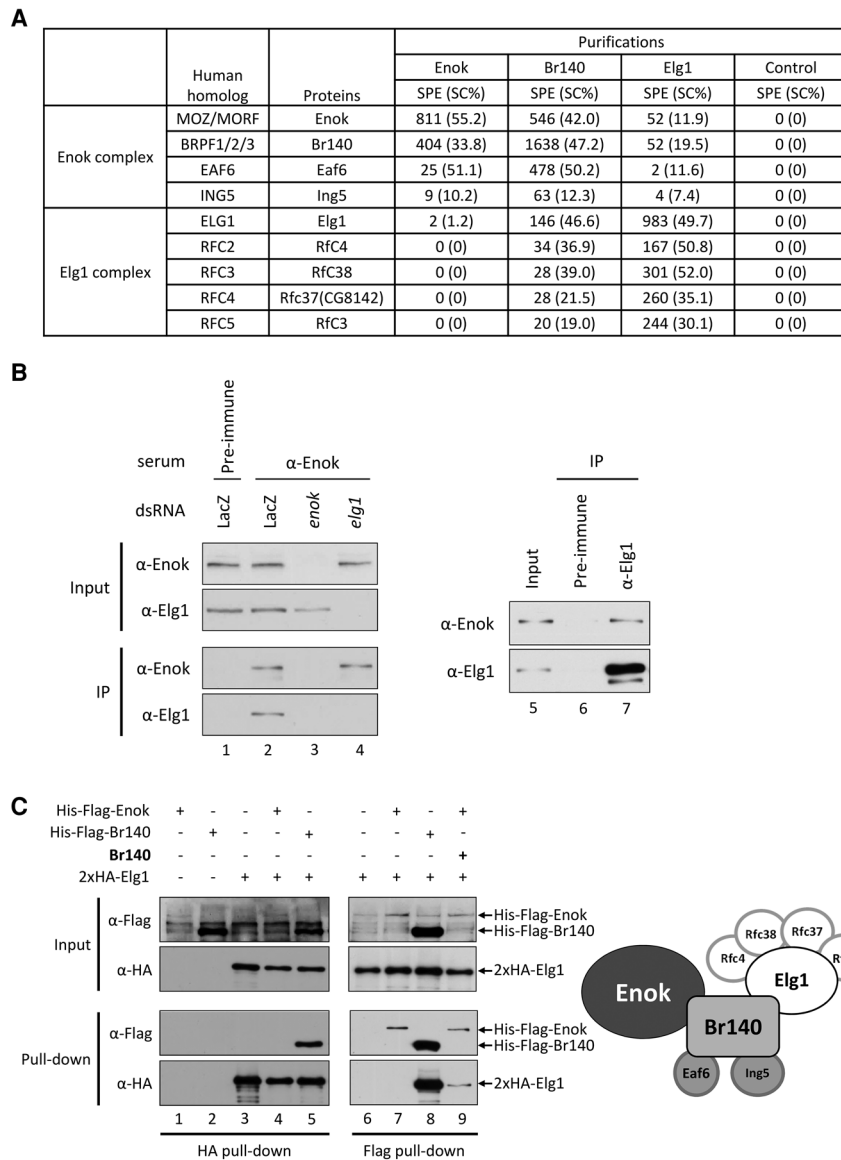 A
Purifications
Human homolog Proteins Enok Br140 Elg1 Control
SPE (SC%) SPE (SC%) SPE (SC%) SPE (SC%)
Enok complex MOZ/MORF Enok 811 (55.2) 546 (42.0) 52 (11.9) 0 (0)
BRPF1/2/3 Br140 404 (33.8) 1638 (47.2) 52 (19.5) 0 (0)
EAF6 Eaf6 25 (51.1) 478 (50.2) 2 (11.6) 0 (0)
ING5 Ing5 9 (10.2) 63 (12.3) 4 (7.4) 0 (0)
Elg1 complex ELG1 Elg1 2 (1.2) 146 (46.6) 983 (49.7) 0 (0)
RFC2 RfC4 0 (0) 34 (36.9) 167 (50.8) 0 (0)
RFC3 RfC38 0 (0) 28 (39.0) 301 (52.0) 0 (0)
RFC4 Rfc37(CG8142) 0 (0) 28 (21.5) 260 (35.1) 0 (0)
RFC5 RfC3 0 (0) 20 (19.0) 244 (30.1) 0 (0)
B
serum Pre-immune α-Enok
dsRNA LacZ LacZ enok elg1
Input α-Enok
α-Elg1
IP α-Enok
α-Elg1
1 2 3 4
IP
Input Pre-immune α-Elg1
α-Enok
α-Elg1
5 6 7
C
His-Flag-Enok + - - + - - + - +
His-Flag-Br140 - + - - + - - + -
Br140 - - - - - - - - +
2xHA-Elg1 - - + + + + + + +
Input α-Flag His-Flag-Enok
His-Flag-Br140
α-HA 2xHA-Elg1
Pull-down α-Flag His-Flag-Enok
His-Flag-Br140
α-HA 2xHA-Elg1
1 2 3 4 5 6 7 8 9
HA pull-down Flag pull-down
Rfc4 Rfc38 Rfc37
Enok Elg1
Br140
Eaf6 Ing5